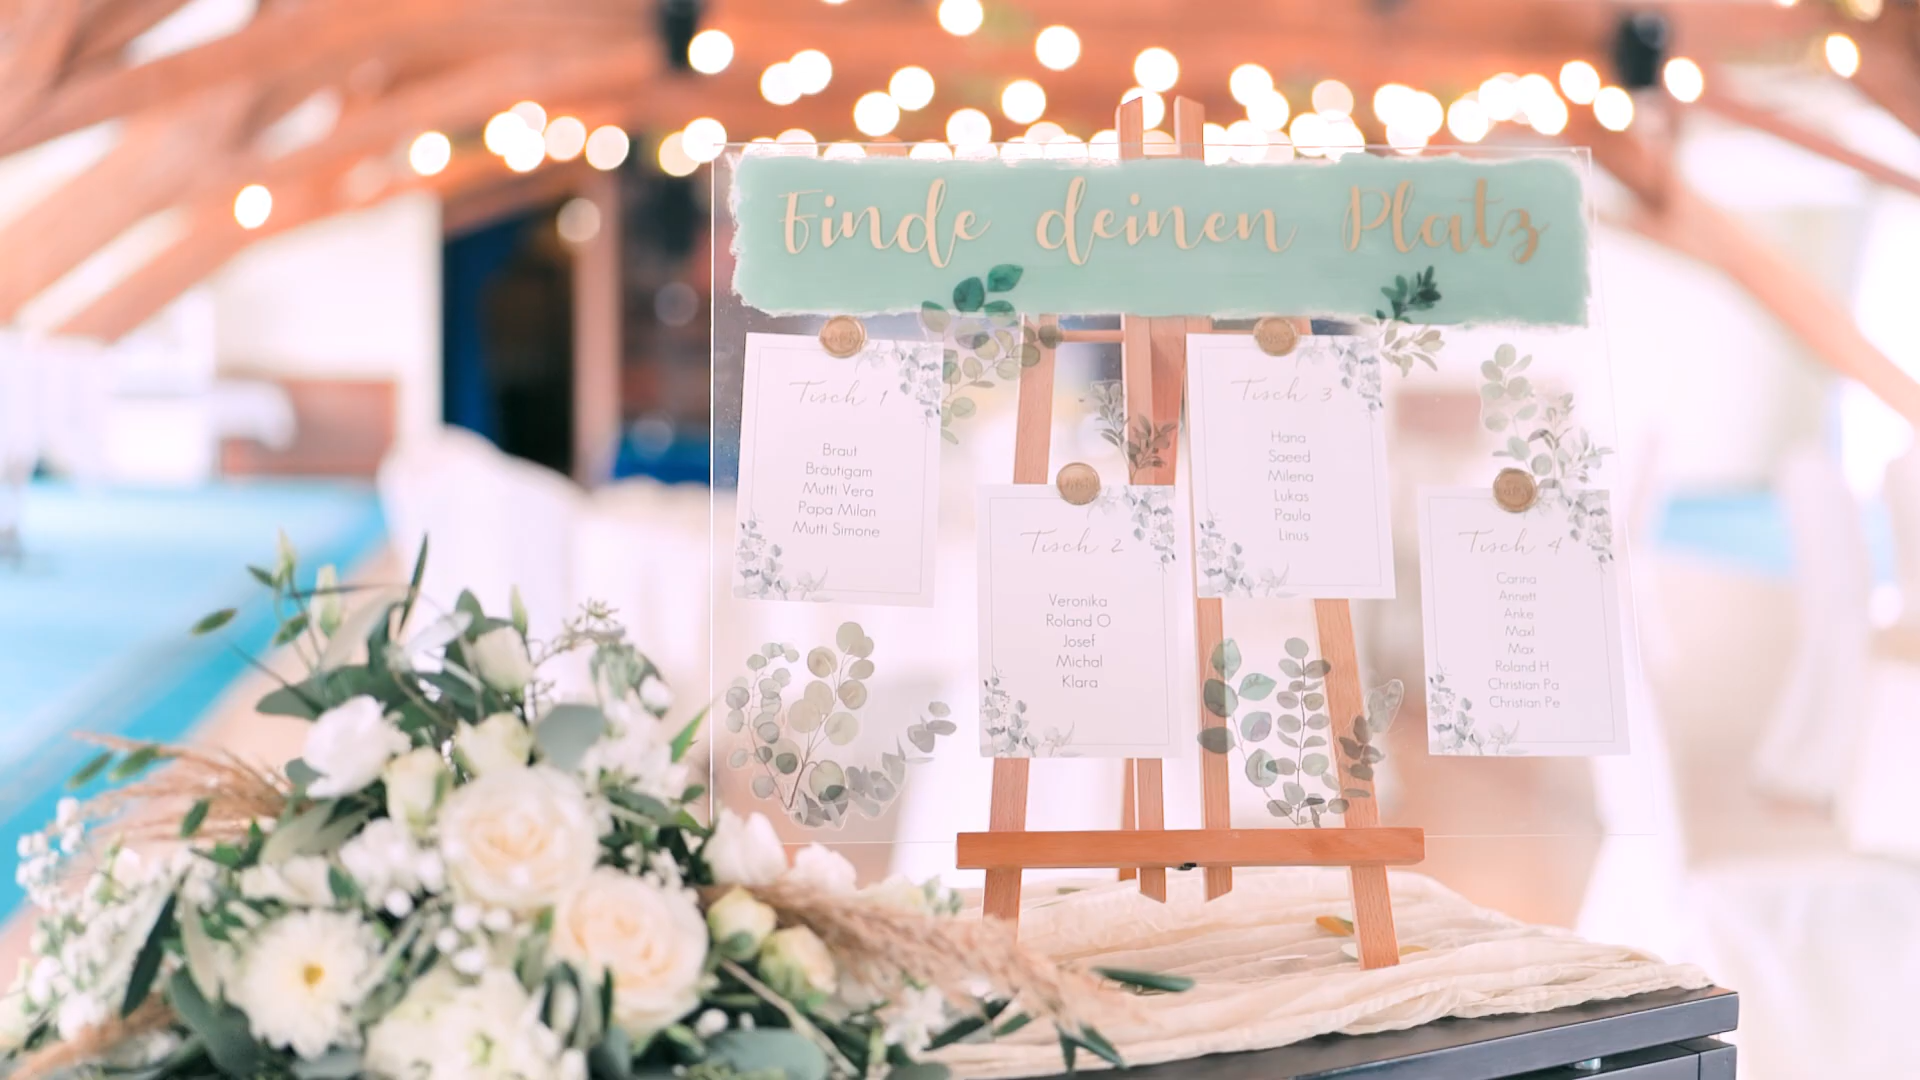 Finde deinen Platz
Tisch 1
Braut
Bräutigam
Mutti Vera
Papa Milan
Mutti Simone
Tisch 2
Veronika
Roland O
Josef
Michal
Klara
Tisch 3
Hana
Saeed
Milena
Lukas
Paula
Linus
Tisch 4
Carina
Annett
Anke
Maxl
Max
Roland H
Christian Pa
Christian Pe